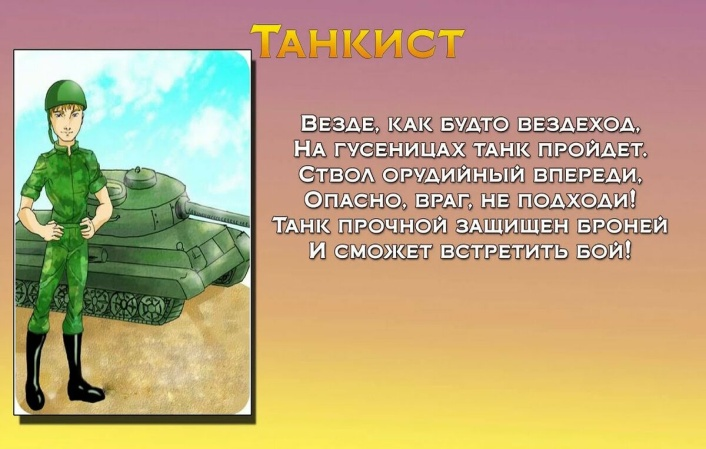 Танкист
Везде, как будто вездеход,
На гусеницах танк пройдет.
Ствол орудийный впереди,
Опасно, враг, не подходи!
Танк прочной защищен броней
И сможет встретить бой!